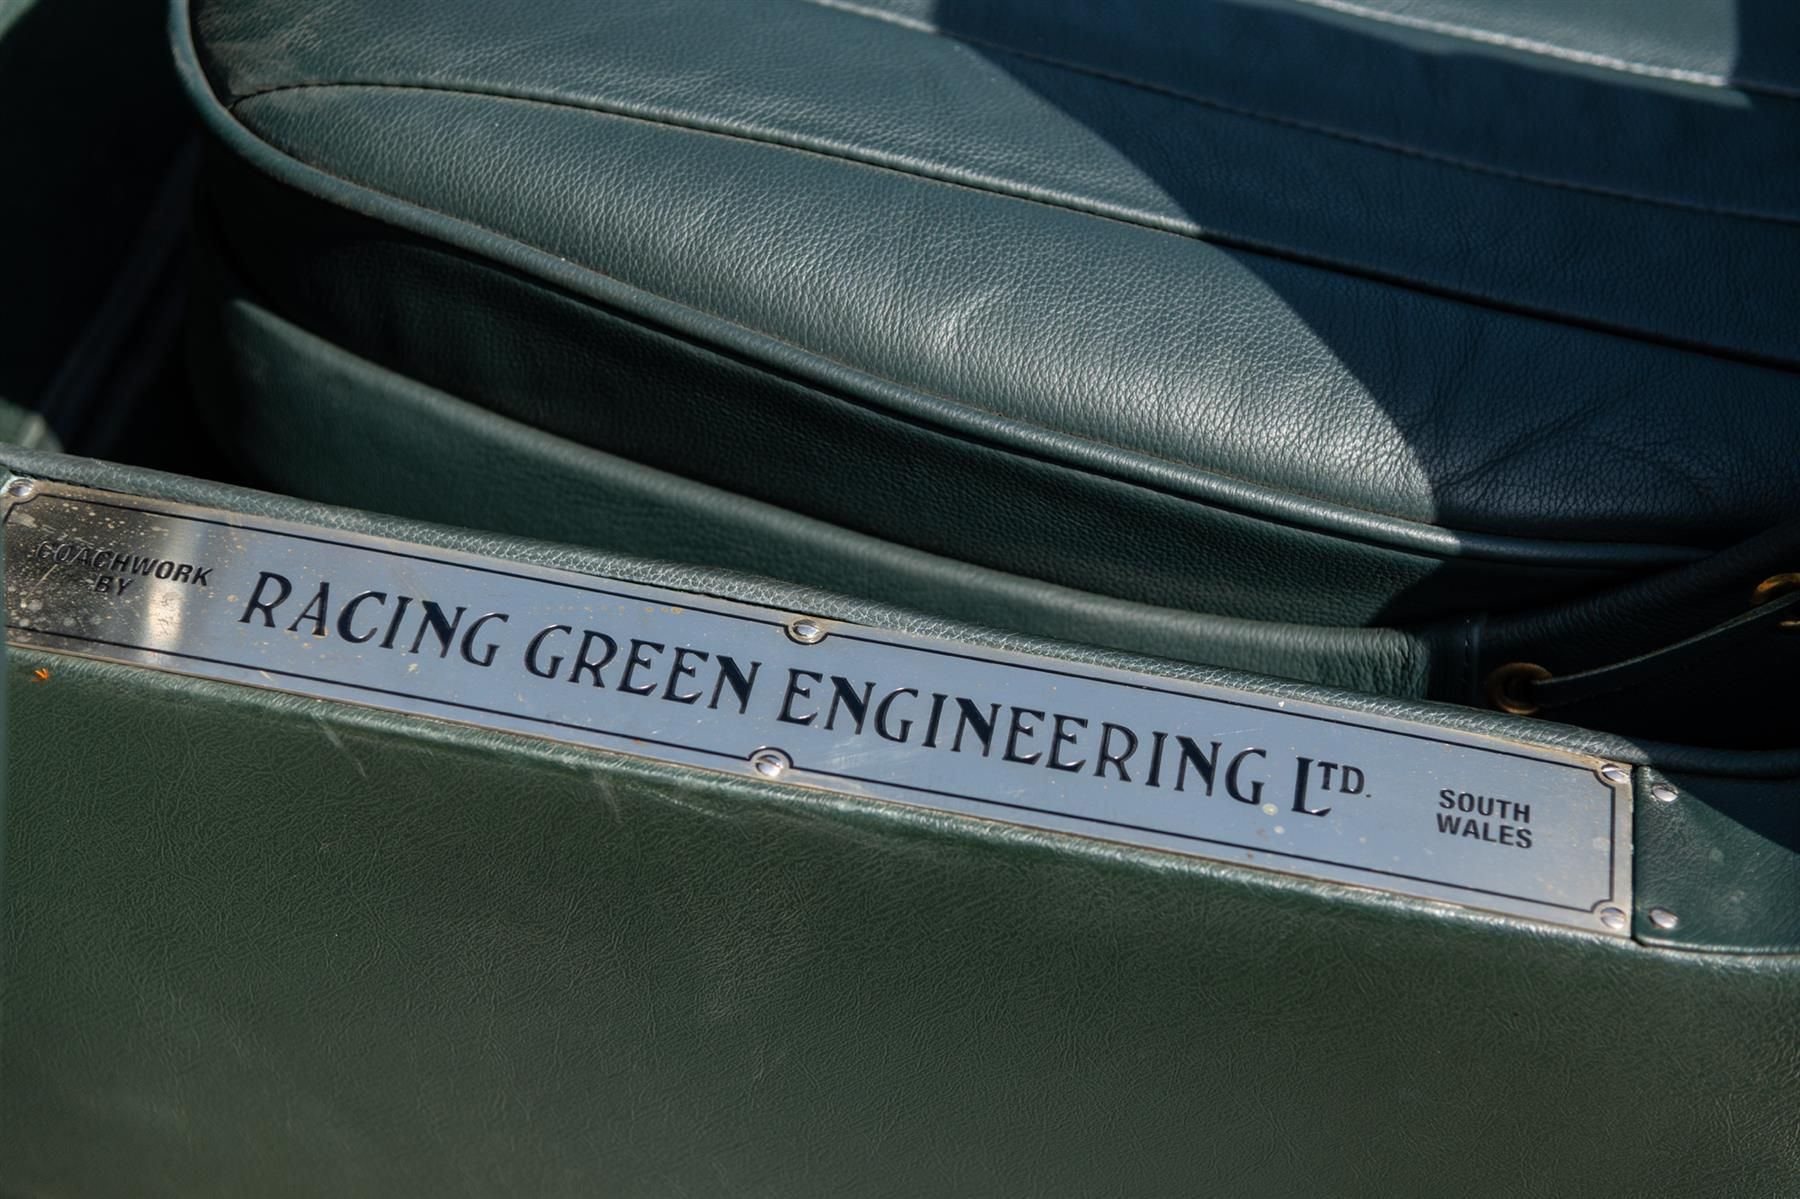 COACHWORK
BY
RACING GREEN ENGINEERING LTD.
SOUTH
WALES